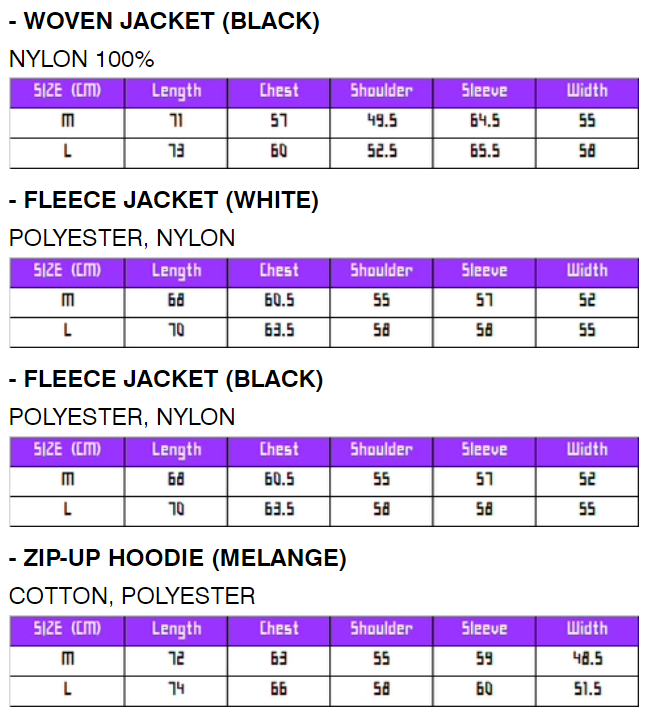 - WOVEN JACKET (BLACK)
NYLON 100%
SIZE (CM) Length Chest Shoulder Sleeve Width
M 71 57 49.5 64.5 55
L 73 60 52.5 65.5 58
- FLEECE JACKET (WHITE)
POLYESTER, NYLON
SIZE (CM) Length Chest Shoulder Sleeve Width
M 68 60.5 55 57 52
L 70 63.5 58 58 55
- FLEECE JACKET (BLACK)
POLYESTER, NYLON
SIZE (CM) Length Chest Shoulder Sleeve Width
M 68 60.5 55 57 52
L 70 63.5 58 58 55
- ZIP-UP HOODIE (MELANGE)
COTTON, POLYESTER
SIZE (CM) Length Chest Shoulder Sleeve Width
M 72 63 55 59 48.5
L 74 66 58 60 51.5